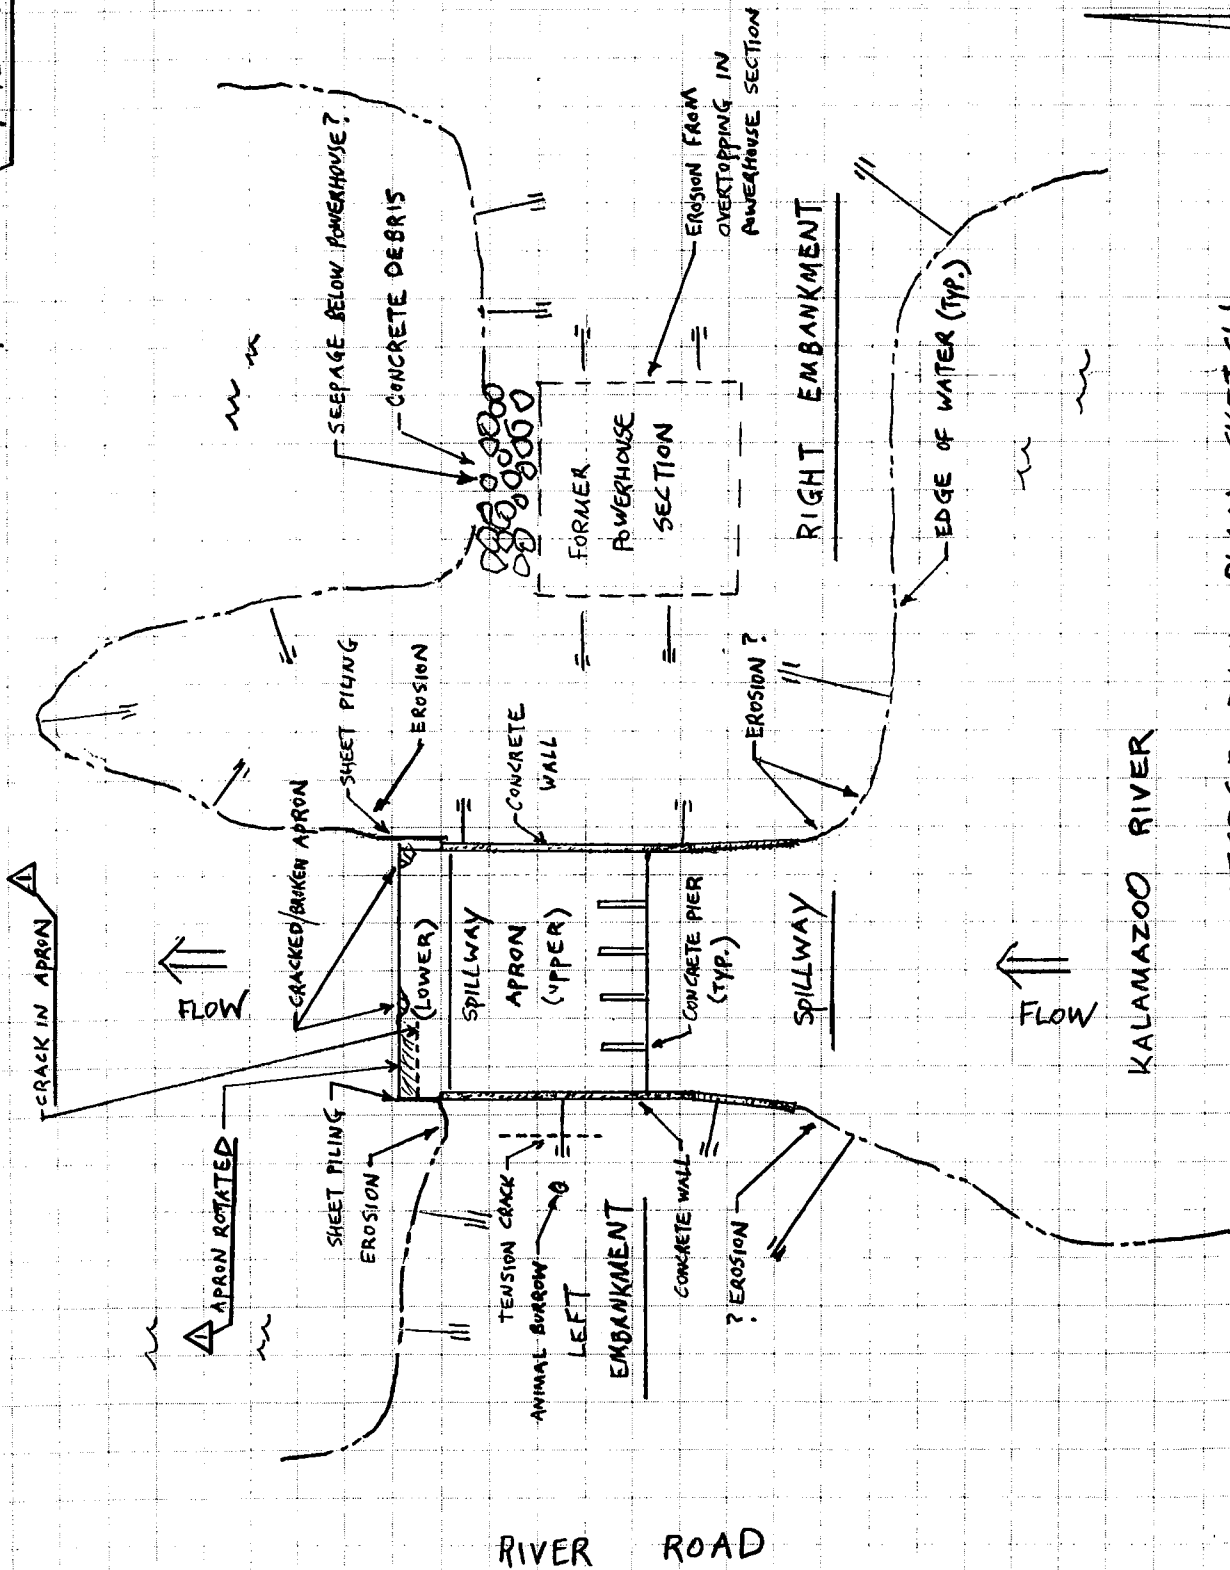 CRACK IN APRON
1
APRON ROTATED
1
FLOW
CRACKED/BROKEN APRON
SHEET PILING
EROSION
SEEPAGE BELOW POWERHOUSE?
CONCRETE DEBRIS
SHEET PILING
EROSION
(LOWER)
SPILLWAY
APRON
(UPPER)
CONCRETE
WALL
FORMER
POWERHOUSE
SECTION
EROSION FROM
OVERTOPPING IN
POWERHOUSE SECTION
TENSION CRACK
ANIMAL BURROW
LEFT
EMBANKMENT
CONCRETE WALL
CONCRETE PIER
(TYP.)
? EROSION
SPILLWAY
EROSION ?
RIGHT EMBANKMENT
EDGE OF WATER (TYP.)
FLOW
KALAMAZOO RIVER
RIVER ROAD